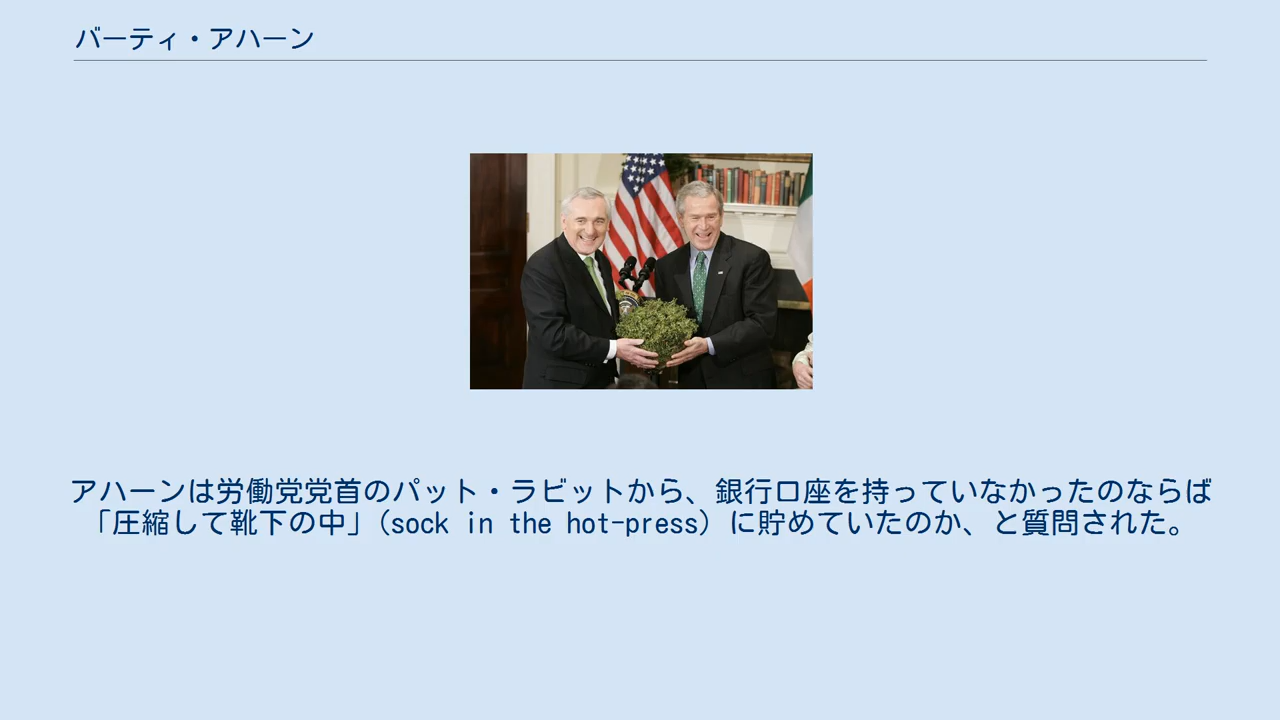 バーティ・アハーン
アハーンは労働党党首のパット・ラビットから、銀行口座を持っていなかったのならば
「圧縮して靴下の中」(sock in the hot-press) に貯めていたのか、と質問された。